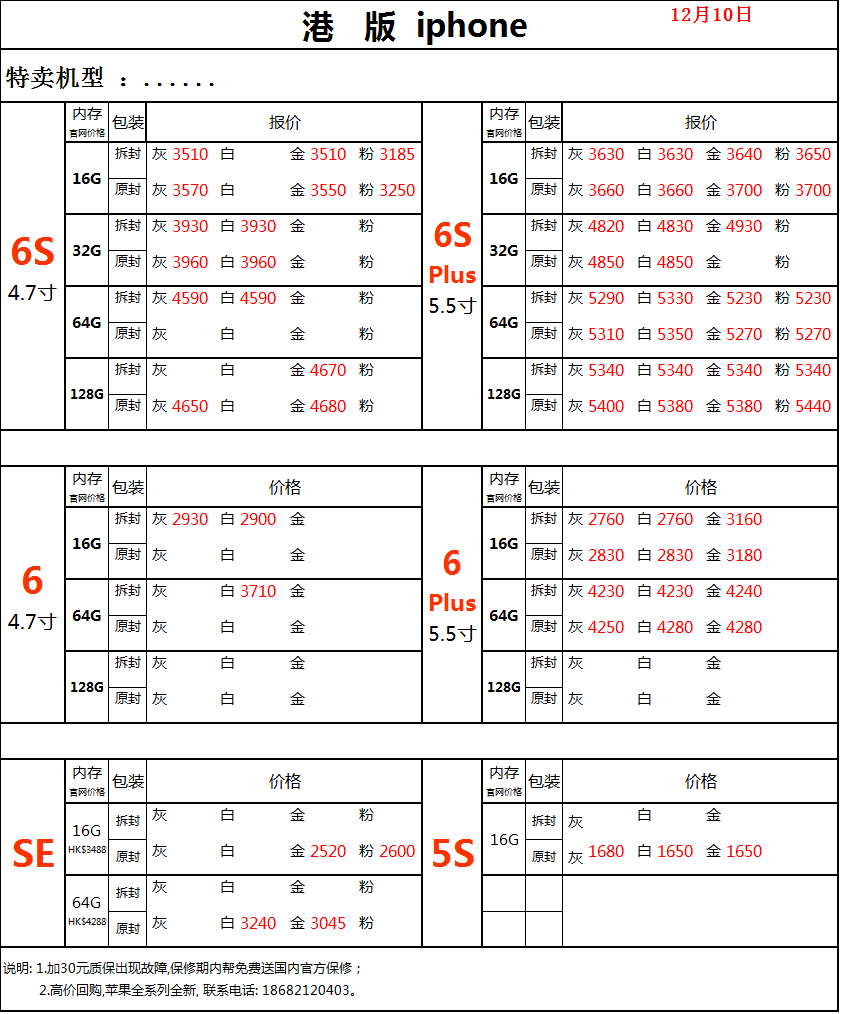 港 版 iphone 12月10日
特卖机型 ：......
6S
4.7寸
内存 官网价格 包装 报价
16G 拆封 灰 3510 白 金 3510 粉 3185
原封 灰 3570 白 金 3550 粉 3250
32G 拆封 灰 3930 白 3930 金 粉
原封 灰 3960 白 3960 金 粉
64G 拆封 灰 4590 白 4590 金 粉
原封 灰 白 金 粉
128G 拆封 灰 白 金 4670 粉
原封 灰 4650 白 金 4680 粉
6S
Plus
5.5寸
内存 官网价格 包装 报价
16G 拆封 灰 3630 白 3630 金 3640 粉 3650
原封 灰 3660 白 3660 金 3700 粉 3700
32G 拆封 灰 4820 白 4830 金 4930 粉
原封 灰 4850 白 4850 金 粉
64G 拆封 灰 5290 白 5330 金 5230 粉 5230
原封 灰 5310 白 5350 金 5270 粉 5270
128G 拆封 灰 5340 白 5340 金 5340 粉 5340
原封 灰 5400 白 5380 金 5380 粉 5440
6
4.7寸
内存 官网价格 包装 价格
16G 拆封 灰 2930 白 2900 金
原封 灰 白 金
64G 拆封 灰 白 3710 金
原封 灰 白 金
128G 拆封 灰 白 金
原封 灰 白 金
6
Plus
5.5寸
内存 官网价格 包装 价格
16G 拆封 灰 2760 白 2760 金 3160
原封 灰 2830 白 2830 金 3180
64G 拆封 灰 4230 白 4230 金 4240
原封 灰 4250 白 4280 金 4280
128G 拆封 灰 白 金
原封 灰 白 金
SE
内存 官网价格 包装 价格
16G HK$3488 拆封 灰 白 金 粉
原封 灰 白 金 2520 粉 2600
64G HK$4288 拆封 灰 白 金 粉
原封 灰 白 3240 金 3045 粉
5S
内存 官网价格 包装 价格
16G 拆封 灰 白 金
原封 灰 1680 白 1650 金 1650
说明: 1.加30元质保出现故障,保修期内帮免费送国内官方保修；
2.高价回购,苹果全系列全新, 联系电话: 18682120403。